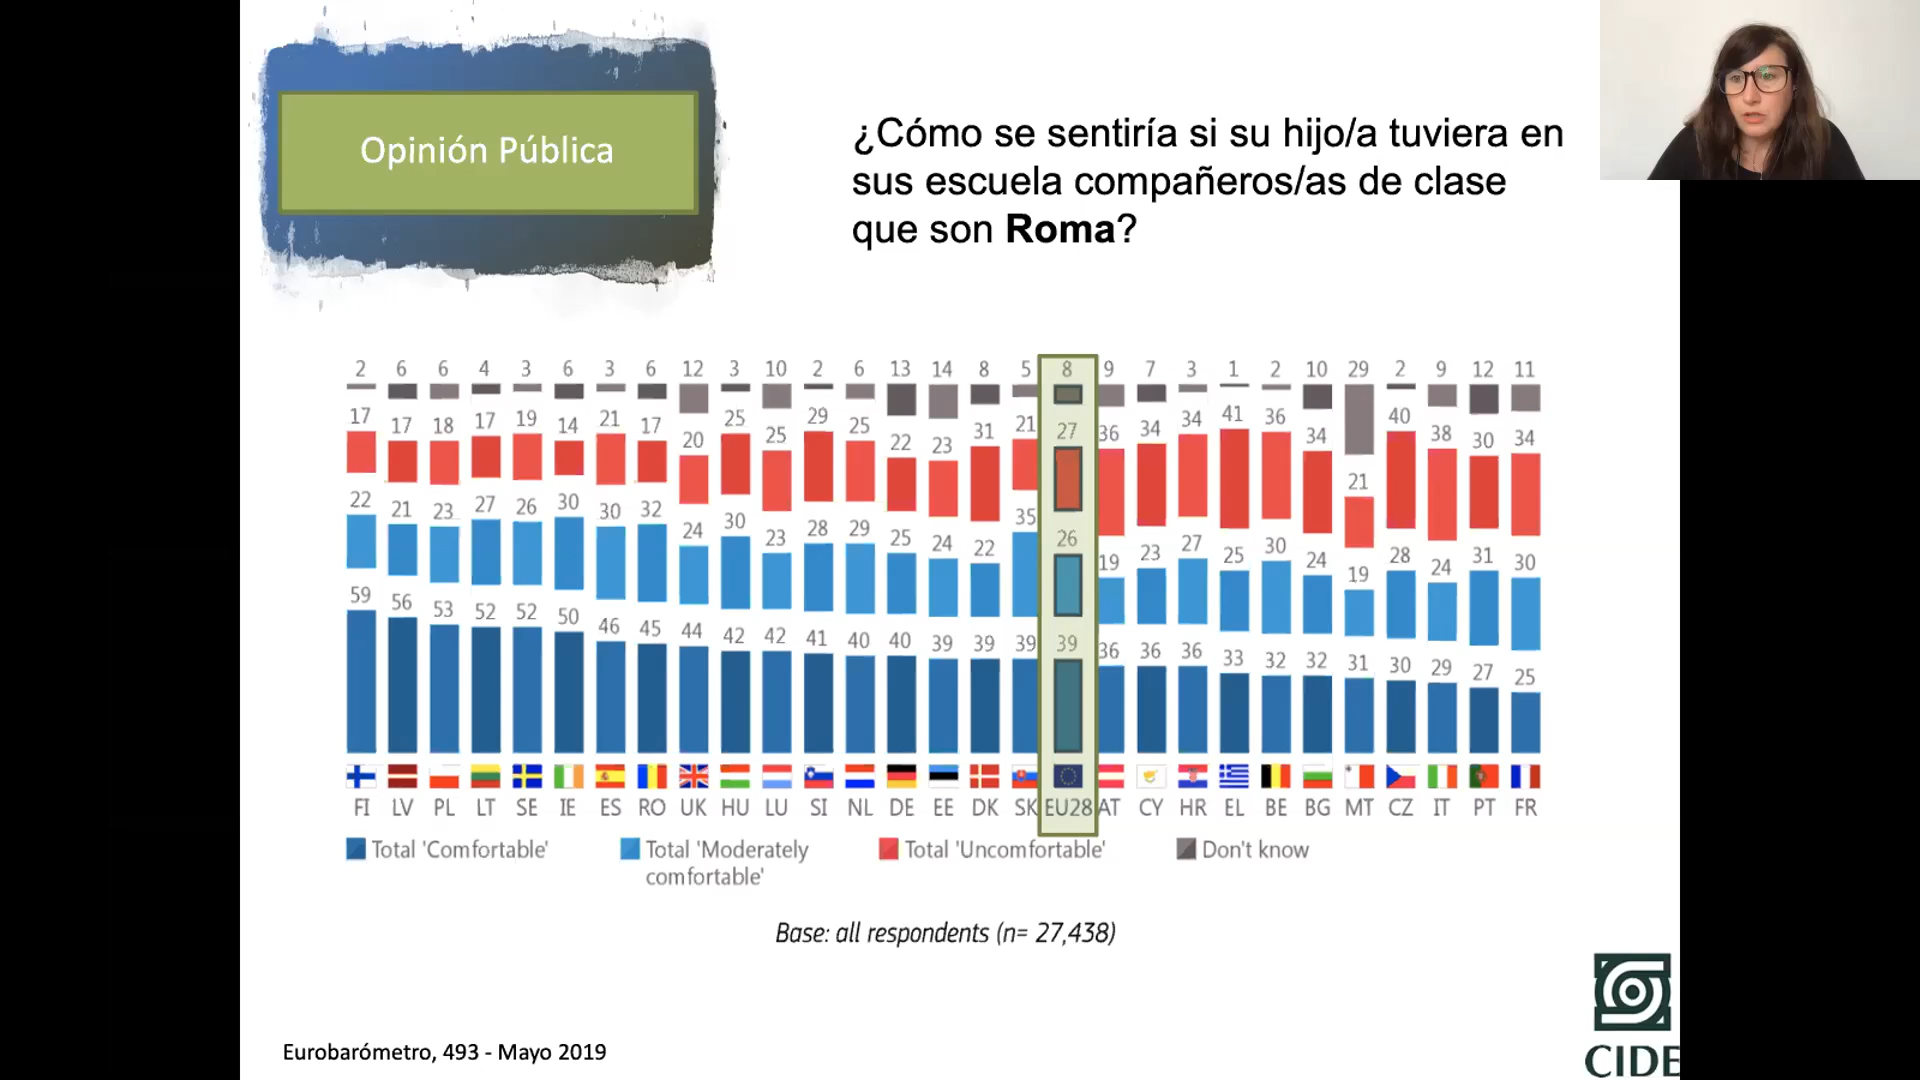 Opinión Pública
¿Cómo se sentiría si su hijo/a tuviera en
sus escuela compañeros/as de clase
que son Roma?
2 6 6 4 3 6 3 6 12 3 10 2 6 13 14 8 5 8 9 7 3 1 2 10 29 2 9 12 11
17 17 18 17 19 14 21 17 20 25 25 29 25 22 23 31 21 27 36 34 34 41 36 34 21 40 38 30 34
22 21 23 27 26 30 30 32 24 30 23 28 29 25 24 22 35 26 19 23 27 25 30 24 19 28 24 31 30
59 56 53 52 52 50 46 45 44 42 42 41 40 40 39 39 39 39 36 36 36 33 32 32 31 30 29 27 25
FI LV PL LT SE IE ES RO UK HU LU SI NL DE EE DK SK EU28 AT CY HR EL BE BG MT CZ IT PT FR
Total 'Comfortable' Total 'Moderately Total 'Uncomfortable' Don't know
comfortable'
Base: all respondents (n= 27,438)
Eurobarómetro, 493 - Mayo 2019
CIDE